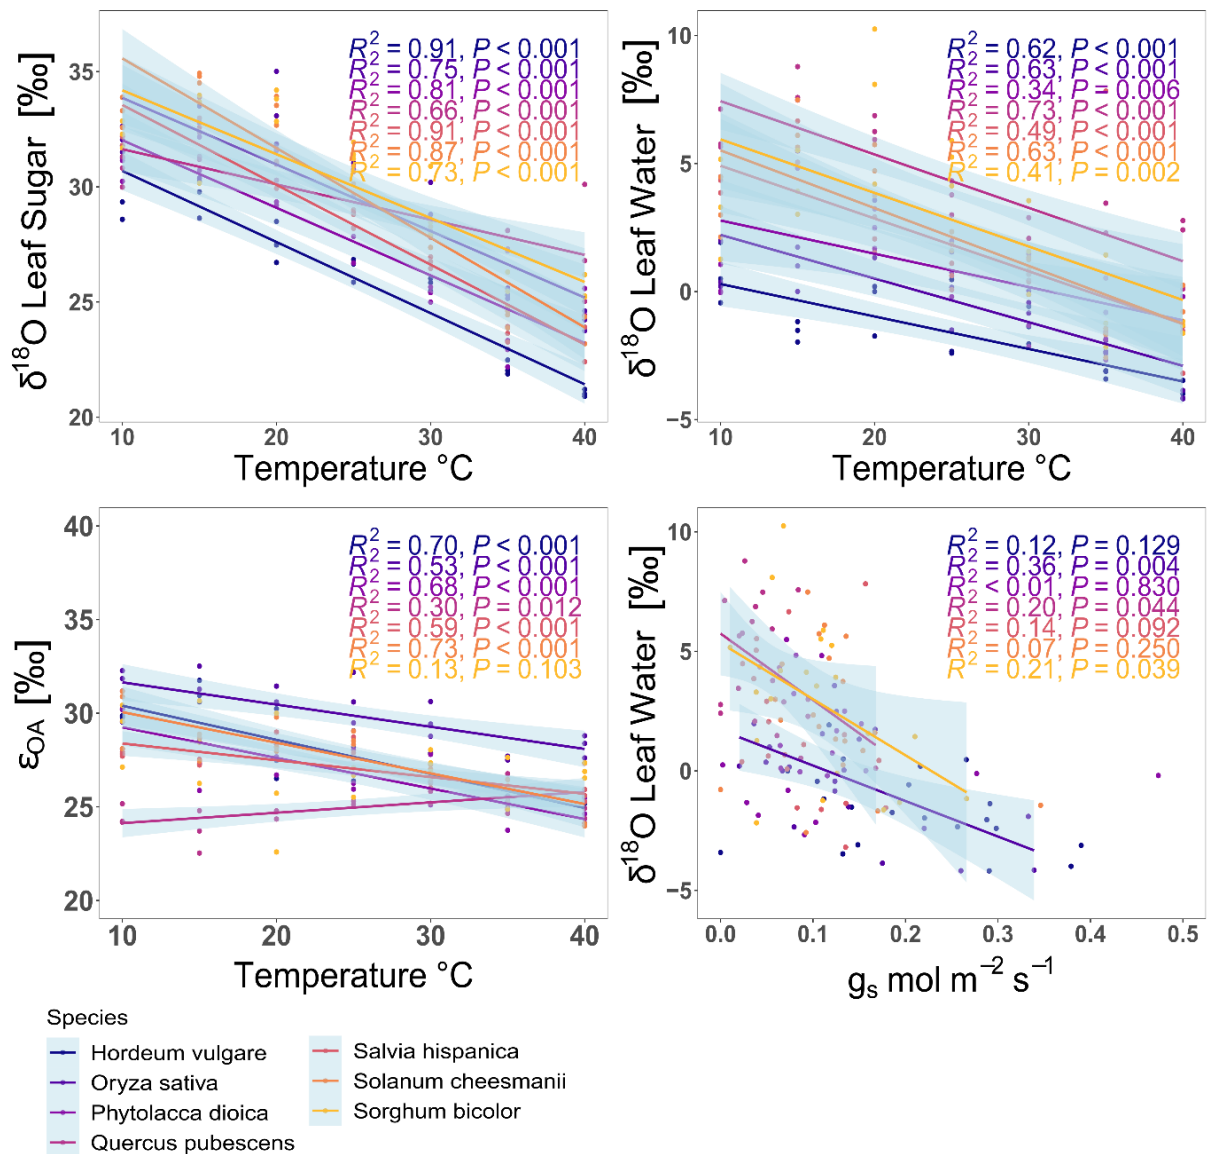 R² = 0.91, P < 0.001
R² = 0.75, P < 0.001
R² = 0.81, P < 0.001
R² = 0.66, P < 0.001
R² = 0.91, P < 0.001
R² = 0.87, P < 0.001
R² = 0.73, P < 0.001
δ¹⁸O Leaf Sugar [‰]
35
30
25
20
10 20 30 40
Temperature °C
R² = 0.62, P < 0.001
R² = 0.63, P < 0.001
R² = 0.34, P = 0.006
R² = 0.73, P < 0.001
R² = 0.49, P < 0.001
R² = 0.63, P < 0.001
R² = 0.41, P = 0.002
δ¹⁸O Leaf Water [‰]
10
5
0
−5
10 20 30 40
Temperature °C
R² = 0.70, P < 0.001
R² = 0.53, P < 0.001
R² = 0.68, P < 0.001
R² = 0.30, P = 0.012
R² = 0.59, P < 0.001
R² = 0.73, P < 0.001
R² = 0.13, P = 0.103
εOA [‰]
40
35
30
25
20
10 20 30 40
Temperature °C
R² = 0.12, P = 0.129
R² = 0.36, P = 0.004
R² < 0.01, P = 0.830
R² = 0.20, P = 0.044
R² = 0.14, P = 0.092
R² = 0.07, P = 0.250
R² = 0.21, P = 0.039
δ¹⁸O Leaf Water [‰]
10
5
0
−5
0.0 0.1 0.2 0.3 0.4 0.5
gs mol m⁻² s⁻¹
Species
Hordeum vulgare
Oryza sativa
Phytolacca dioica
Quercus pubescens
Salvia hispanica
Solanum cheesmanii
Sorghum bicolor